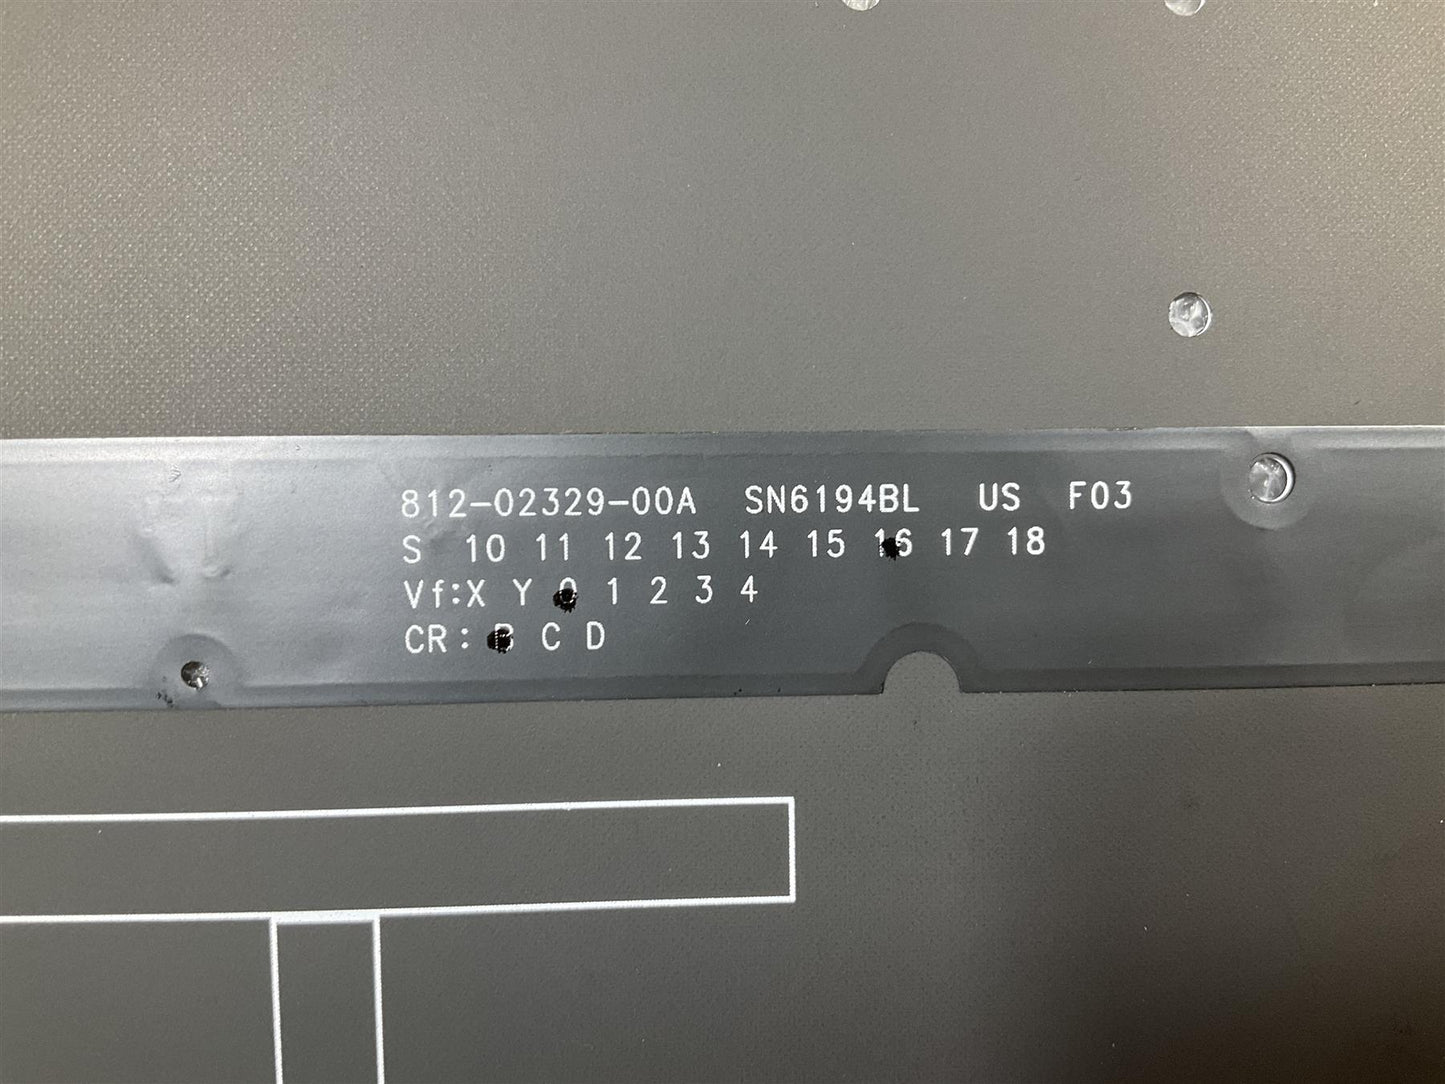 812-02329-00A SN6194BL US F03
S 10 11 12 13 14 15 16 17 18
Vf:X Y 0 1 2 3 4
CR: B C D